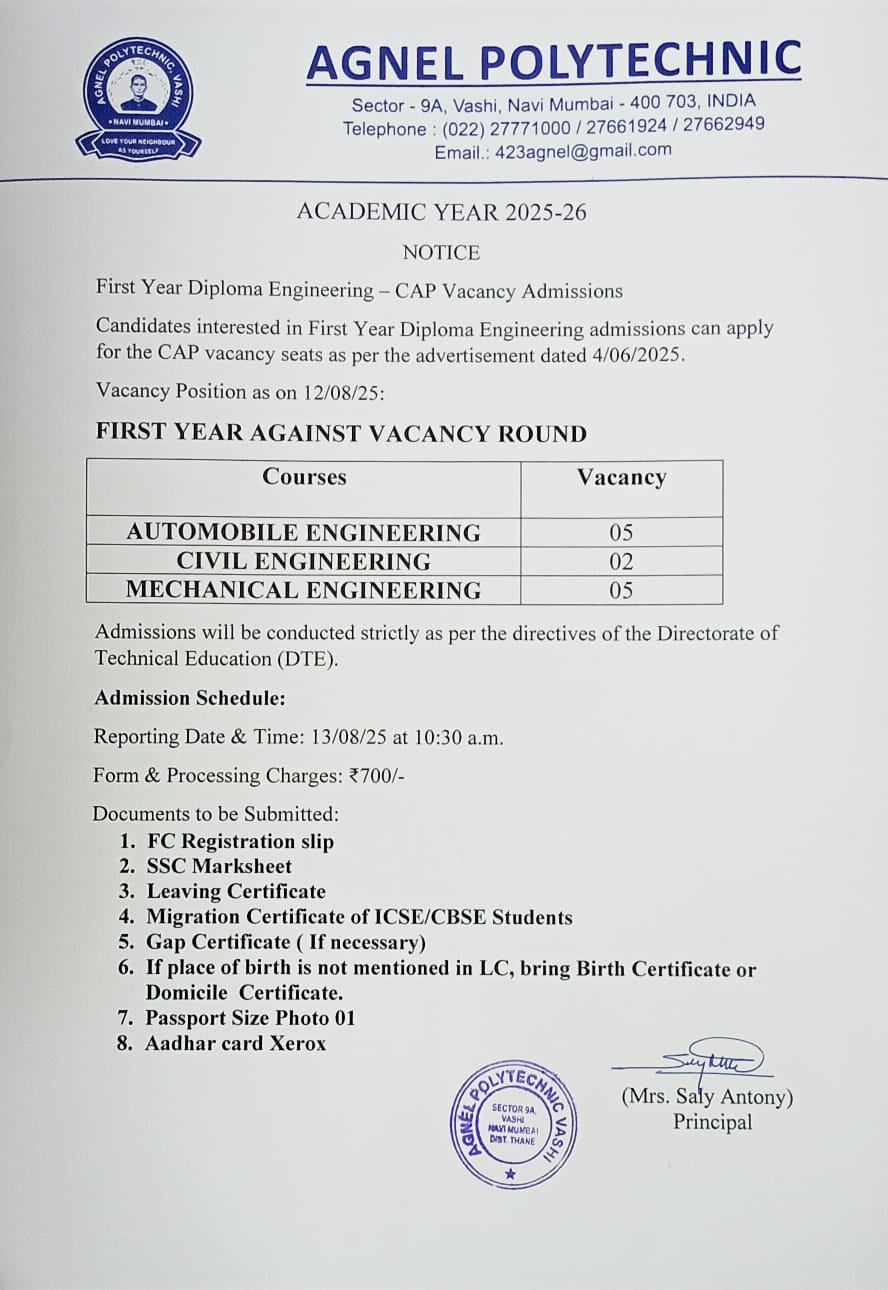 AGNEL POLYTECHNIC, VASHI
• NAVI MUMBAI •
LOVE YOUR NEIGHBOUR
AS YOURSELF
AGNEL POLYTECHNIC
Sector - 9A, Vashi, Navi Mumbai - 400 703, INDIA
Telephone : (022) 27771000 / 27661924 / 27662949
Email.: 423agnel@gmail.com
ACADEMIC YEAR 2025-26
NOTICE
First Year Diploma Engineering – CAP Vacancy Admissions
Candidates interested in First Year Diploma Engineering admissions can apply
for the CAP vacancy seats as per the advertisement dated 4/06/2025.
Vacancy Position as on 12/08/25:
FIRST YEAR AGAINST VACANCY ROUND
Courses Vacancy
AUTOMOBILE ENGINEERING 05
CIVIL ENGINEERING 02
MECHANICAL ENGINEERING 05
Admissions will be conducted strictly as per the directives of the Directorate of
Technical Education (DTE).
Admission Schedule:
Reporting Date & Time: 13/08/25 at 10:30 a.m.
Form & Processing Charges: ₹700/-
Documents to be Submitted:
1. FC Registration slip
2. SSC Marksheet
3. Leaving Certificate
4. Migration Certificate of ICSE/CBSE Students
5. Gap Certificate ( If necessary)
6. If place of birth is not mentioned in LC, bring Birth Certificate or
Domicile Certificate.
7. Passport Size Photo 01
8. Aadhar card Xerox
AGNEL POLYTECHNIC VASHI
SECTOR 9A,
VASHI,
NAVI MUMBAI
DIST. THANE
(Mrs. Saly Antony)
Principal